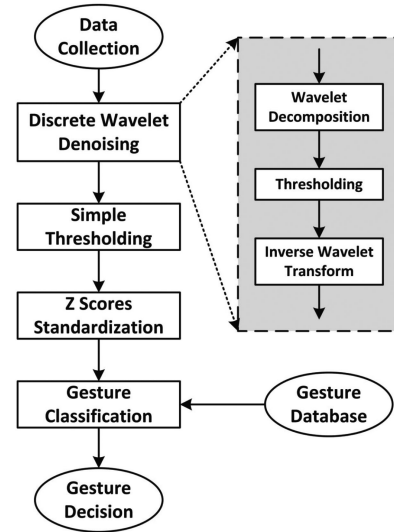 Data
Collection
Discrete Wavelet
Denoising
Simple
Thresholding
Z Scores
Standardization
Gesture
Classification
Gesture
Decision
Wavelet
Decomposition
Thresholding
Inverse Wavelet
Transform
Gesture
Database